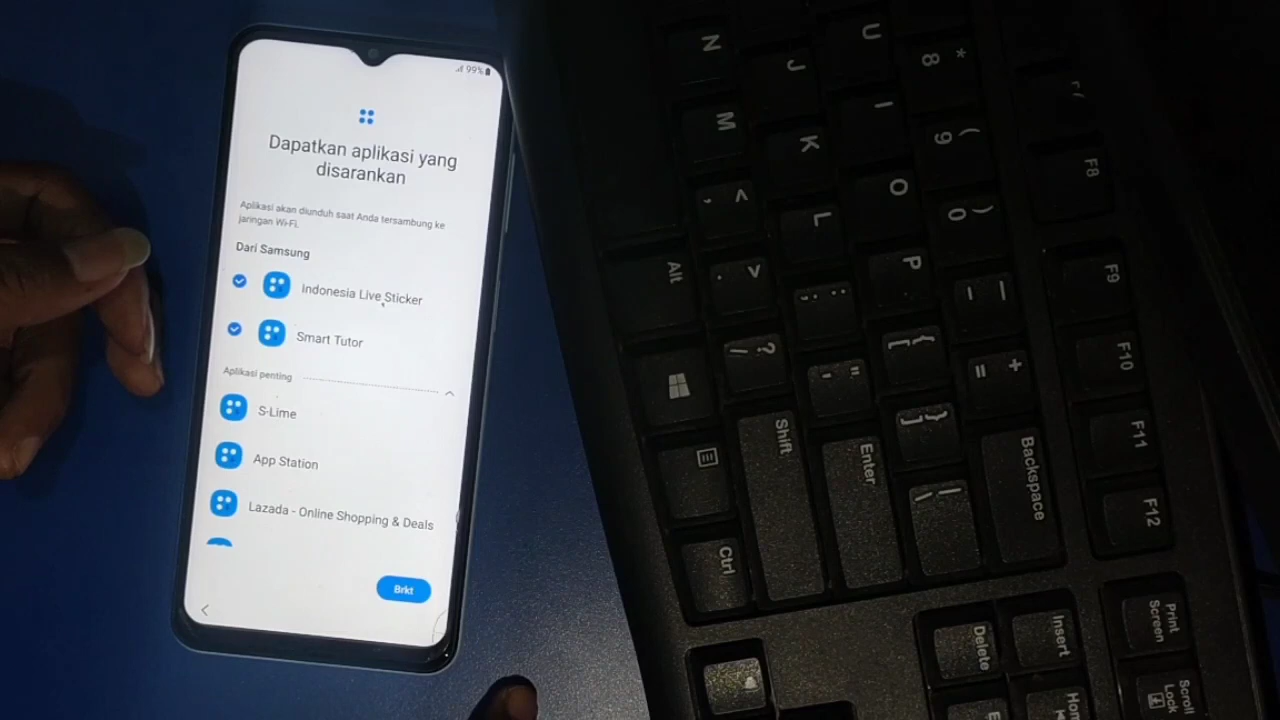 99%
Dapatkan aplikasi yang
disarankan
Aplikasi akan diunduh saat Anda tersambung ke
jaringan Wi-Fi.
Dari Samsung
Indonesia Live Sticker
Smart Tutor
Aplikasi penting
S-Lime
App Station
Lazada - Online Shopping & Deals
Brkt
N
J
U
* 8
M
K
I
( 9
< ,
L
O
) 0
F8
Alt
> .
: ;
P
_ -
F9
? /
" '
{ [
+ =
F10
Shift
Enter
} ]
Backspace
F11
| \
F12
Ctrl
Delete
Insert
Print
Screen
Scroll
Lock
Home